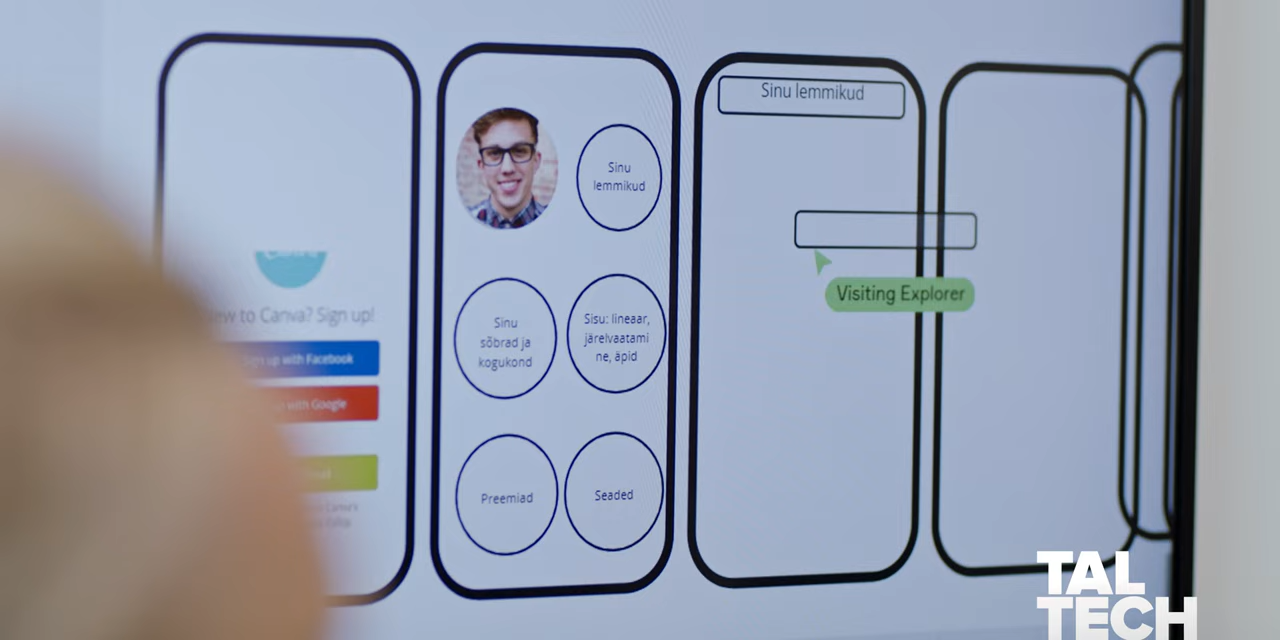 to Canva? Sign up!
Sign up with Facebook
with Google
Sinu
lemmikud
Sinu
sõbrad ja
kogukond
Sisu: lineaar,
järelvaatami
ne, äpid
Preemiad
Seaded
Sinu lemmikud
Visiting Explorer
TAL
TECH